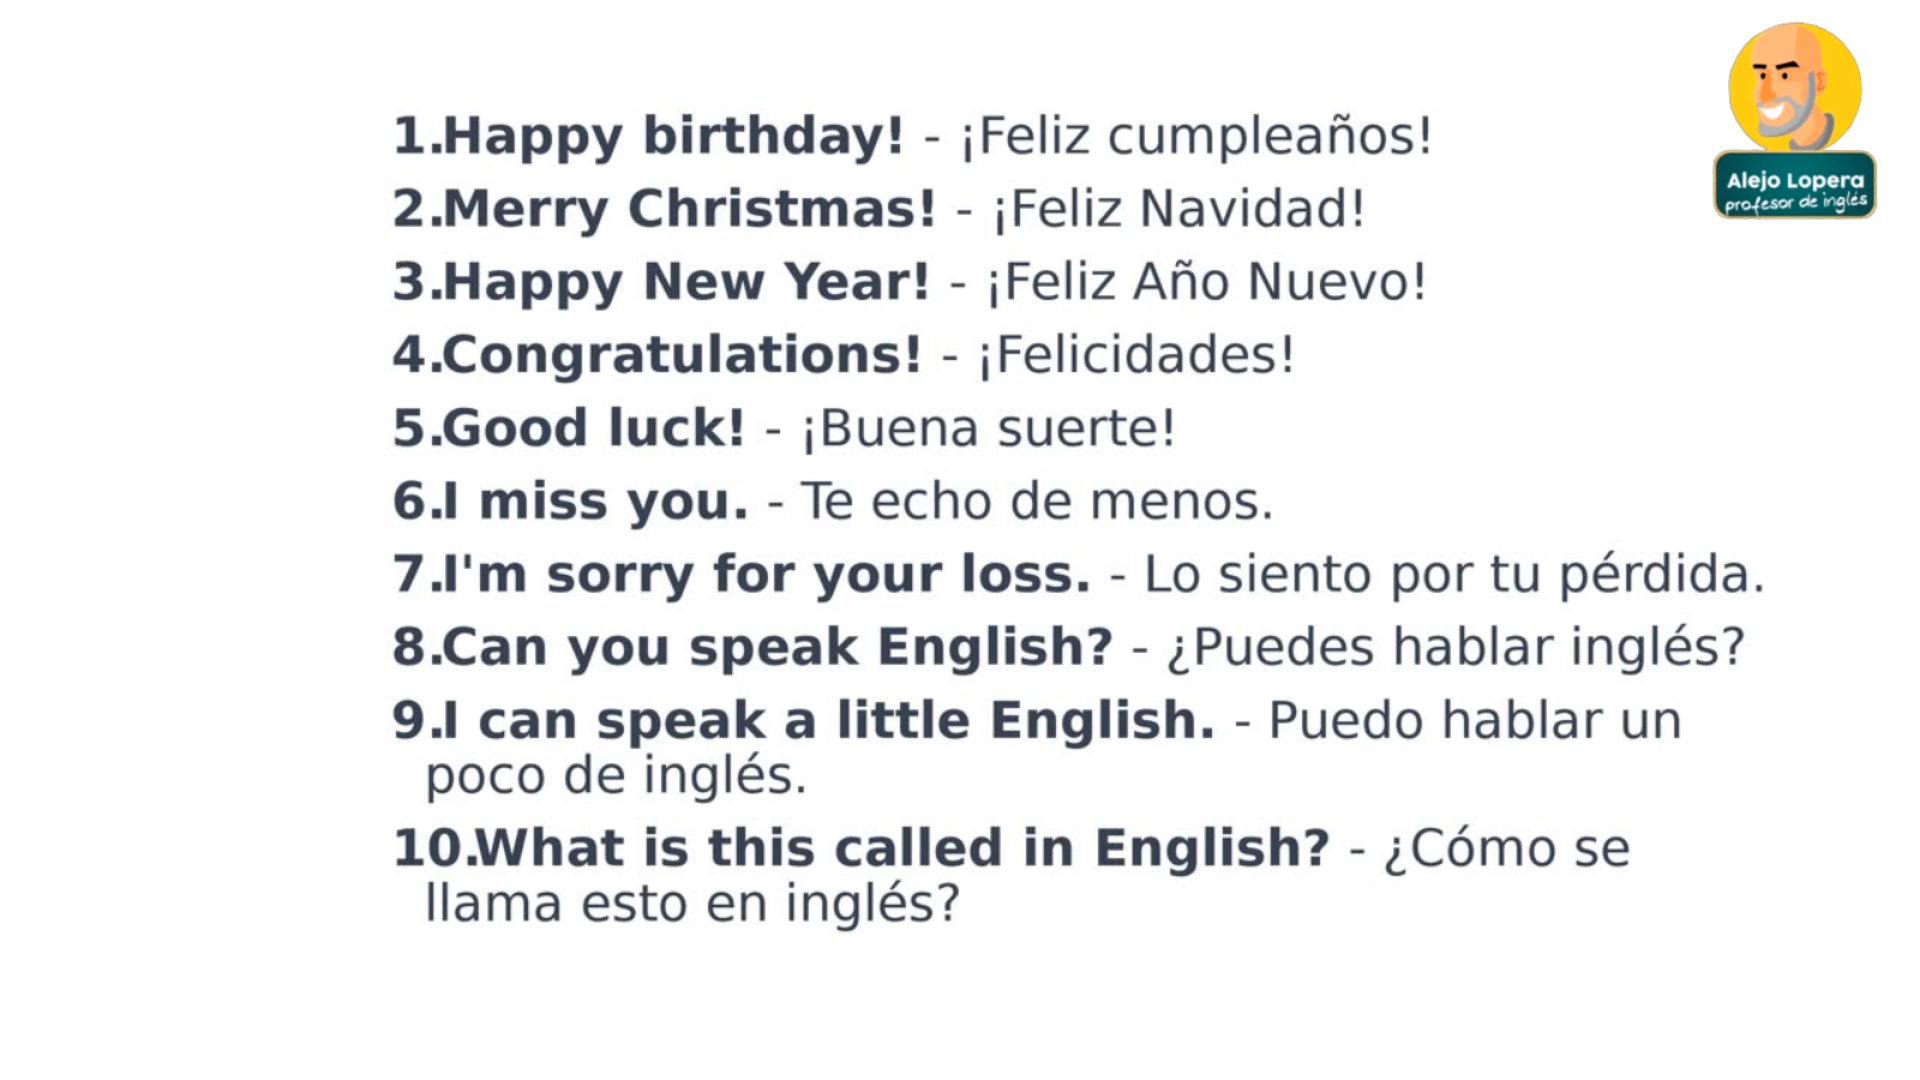 1.Happy birthday! - ¡Feliz cumpleaños!
2.Merry Christmas! - ¡Feliz Navidad!
3.Happy New Year! - ¡Feliz Año Nuevo!
4.Congratulations! - ¡Felicidades!
5.Good luck! - ¡Buena suerte!
6.I miss you. - Te echo de menos.
7.I'm sorry for your loss. - Lo siento por tu pérdida.
8.Can you speak English? - ¿Puedes hablar inglés?
9.I can speak a little English. - Puedo hablar un
poco de inglés.
10.What is this called in English? - ¿Cómo se
llama esto en inglés?
Alejo Lopera
profesor de inglés